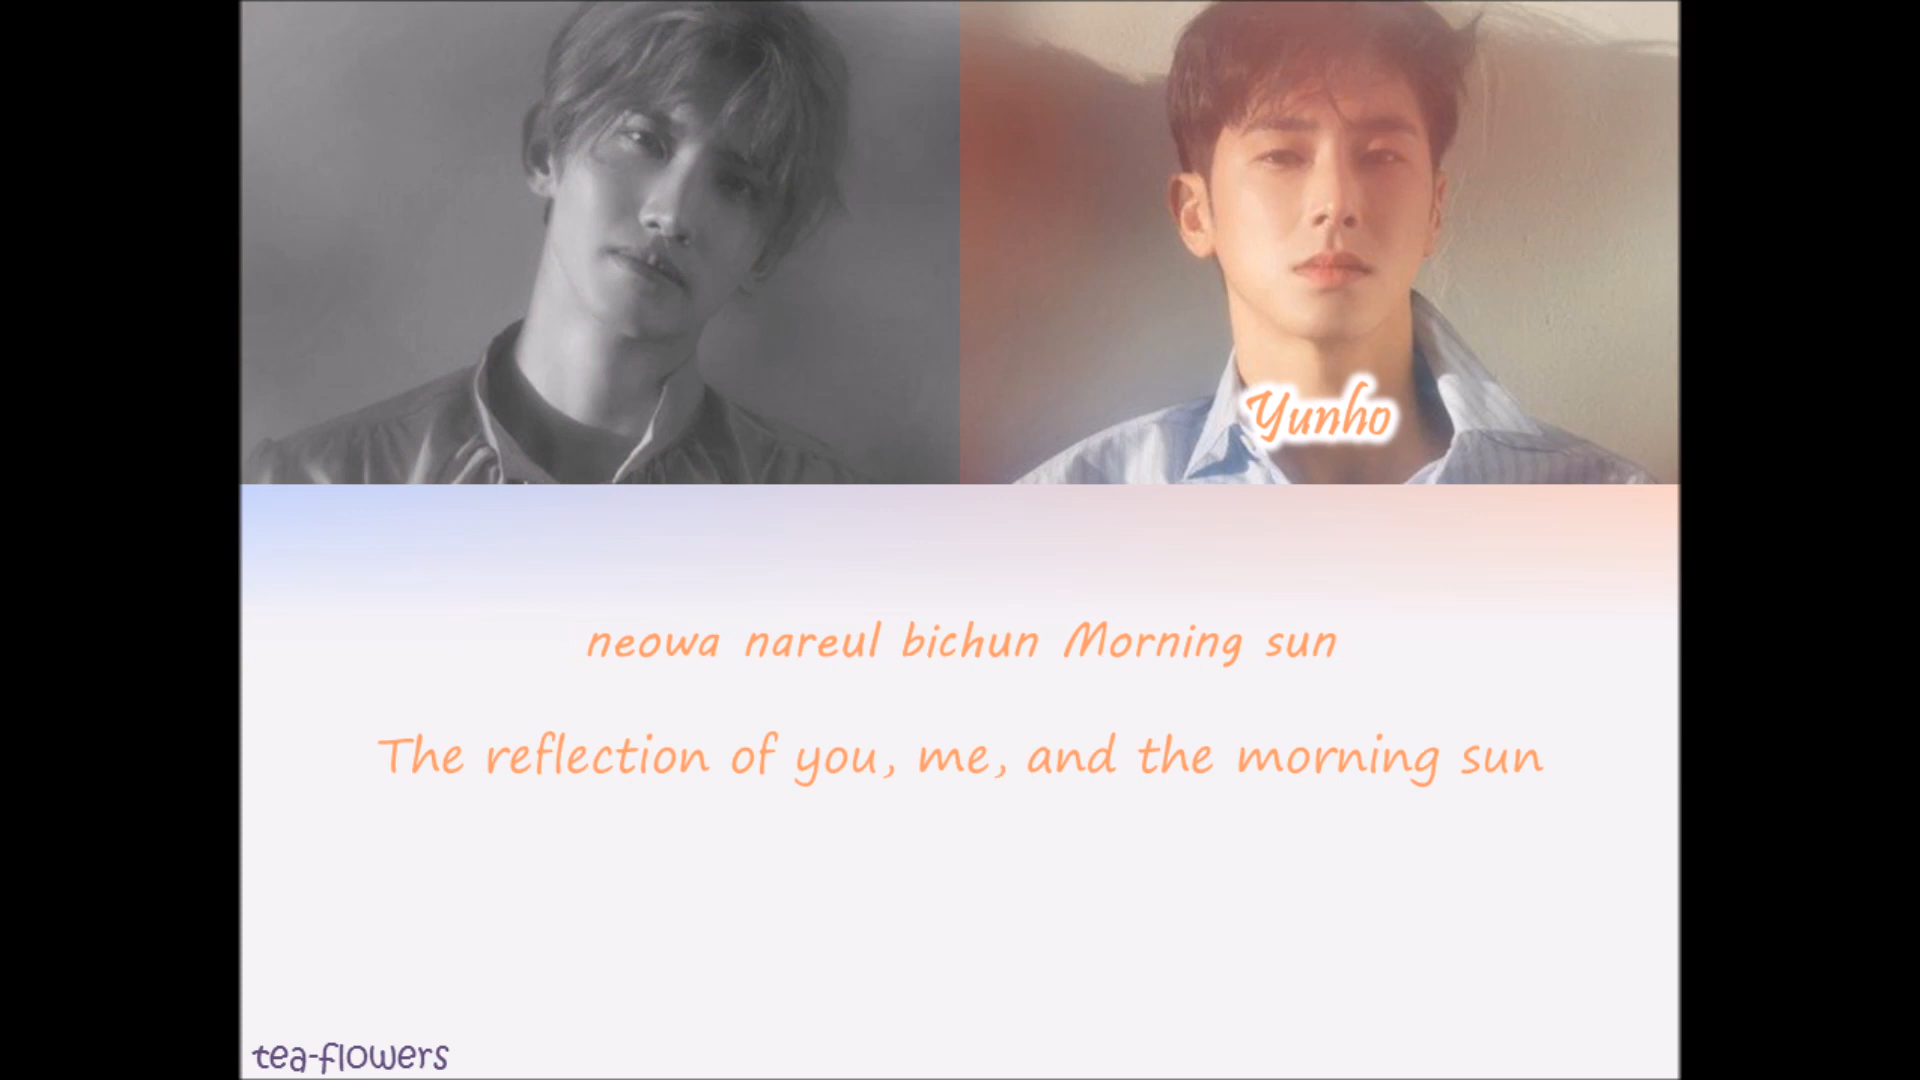 Yunho
neowa nareul bichun Morning sun
The reflection of you, me, and the morning sun
tea-flowers